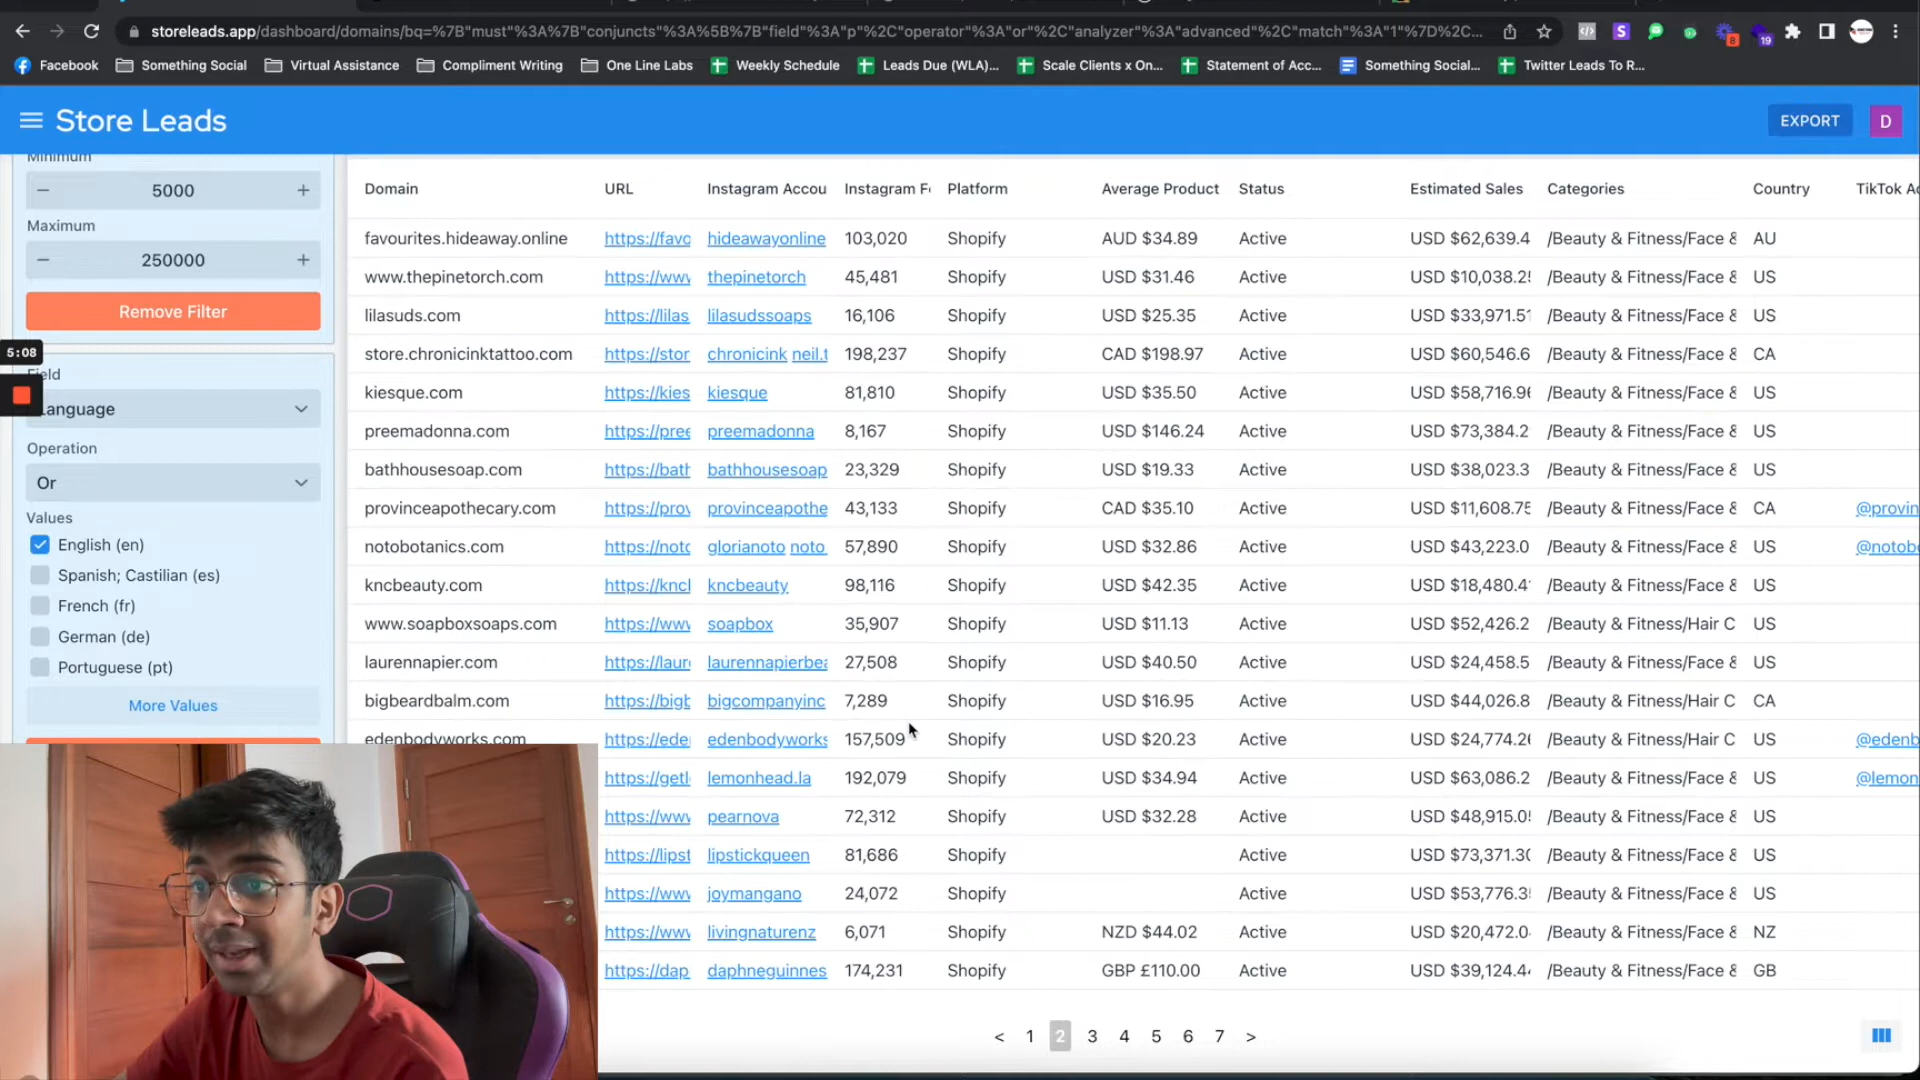 storeleads.app/dashboard/domains/bq=%7B"must"%3A%7B"conjuncts"%3A%5B%7B"field"%3A"p"%2C"operator"%3A"or"%2C"analyzer"%3A"advanced"%2C"match"%3A"1"%7D%2C...
8
19
Facebook Something Social Virtual Assistance Compliment Writing One Line Labs Weekly Schedule Leads Due (WLA)... Scale Clients x On... Statement of Acc... Something Social... Twitter Leads To R...
Store Leads EXPORT D
Minimum
− 5000 +
Maximum
− 250000 +
Remove Filter
5:08
Field
Language
Operation
Or
Values
English (en)
Spanish; Castilian (es)
French (fr)
German (de)
Portuguese (pt)
More Values
Domain URL Instagram Accou Instagram F Platform Average Product Status Estimated Sales Categories Country TikTok Ac
favourites.hideaway.online https://favo hideawayonline 103,020 Shopify AUD $34.89 Active USD $62,639.4 /Beauty & Fitness/Face & AU
www.thepinetorch.com https://www thepinetorch 45,481 Shopify USD $31.46 Active USD $10,038.25 /Beauty & Fitness/Face & US
lilasuds.com https://lilas lilasudssoaps 16,106 Shopify USD $25.35 Active USD $33,971.51 /Beauty & Fitness/Face & US
store.chronicinktattoo.com https://stor chronicink neil.t 198,237 Shopify CAD $198.97 Active USD $60,546.6 /Beauty & Fitness/Face & CA
kiesque.com https://kies kiesque 81,810 Shopify USD $35.50 Active USD $58,716.96 /Beauty & Fitness/Face & US
preemadonna.com https://pree preemadonna 8,167 Shopify USD $146.24 Active USD $73,384.2 /Beauty & Fitness/Face & US
bathhousesoap.com https://bath bathhousesoap 23,329 Shopify USD $19.33 Active USD $38,023.3 /Beauty & Fitness/Face & US
provinceapothecary.com https://prov provinceapothe 43,133 Shopify CAD $35.10 Active USD $11,608.75 /Beauty & Fitness/Face & CA @provin
notobotanics.com https://noto glorianoto noto 57,890 Shopify USD $32.86 Active USD $43,223.0 /Beauty & Fitness/Face & US @notobo
kncbeauty.com https://kncl kncbeauty 98,116 Shopify USD $42.35 Active USD $18,480.4 /Beauty & Fitness/Face & US
www.soapboxsoaps.com https://www soapbox 35,907 Shopify USD $11.13 Active USD $52,426.2 /Beauty & Fitness/Hair C US
laurennapier.com https://laur laurennapierbea 27,508 Shopify USD $40.50 Active USD $24,458.5 /Beauty & Fitness/Face & US
bigbeardbalm.com https://bigb bigcompanyinc 7,289 Shopify USD $16.95 Active USD $44,026.8 /Beauty & Fitness/Hair C CA
edenbodyworks.com https://ede edenbodyworks 157,509 Shopify USD $20.23 Active USD $24,774.26 /Beauty & Fitness/Hair C US @edenb
https://getl lemonhead.la 192,079 Shopify USD $34.94 Active USD $63,086.2 /Beauty & Fitness/Face & US @lemon
https://www pearnova 72,312 Shopify USD $32.28 Active USD $48,915.0 /Beauty & Fitness/Face & US
https://lipst lipstickqueen 81,686 Shopify Active USD $73,371.30 /Beauty & Fitness/Face & US
https://www joymangano 24,072 Shopify Active USD $53,776.3 /Beauty & Fitness/Face & US
https://www livingnaturenz 6,071 Shopify NZD $44.02 Active USD $20,472.0 /Beauty & Fitness/Face & NZ
https://dap daphneguinnes 174,231 Shopify GBP £110.00 Active USD $39,124.4 /Beauty & Fitness/Face & GB
< 1 2 3 4 5 6 7 >